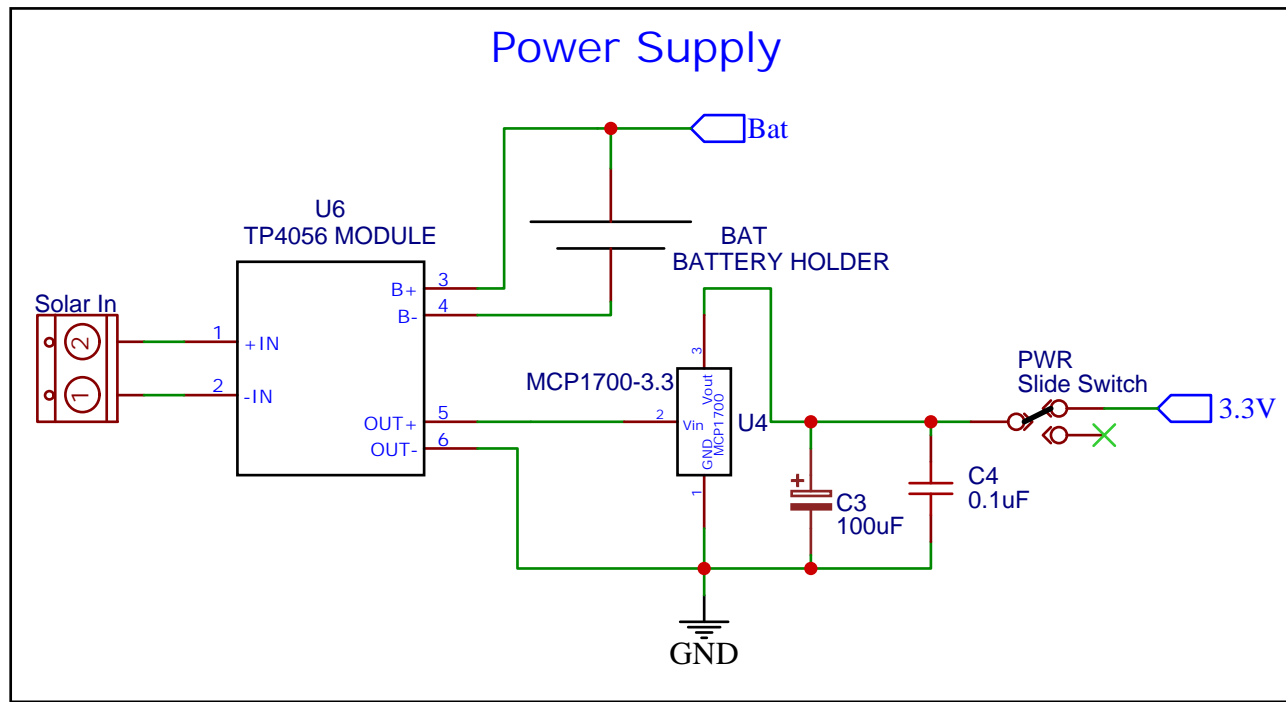 Power Supply
Bat
U6
TP4056 MODULE
BAT
BATTERY HOLDER
3
B+
4
B-
Solar In
2
1
+IN
1
2
-IN
5
OUT+
6
OUT-
MCP1700-3.3
3
Vout
2
Vin
U4
GND
MCP1700
1
PWR
Slide Switch
3.3V
+
C3
100uF
C4
0.1uF
GND